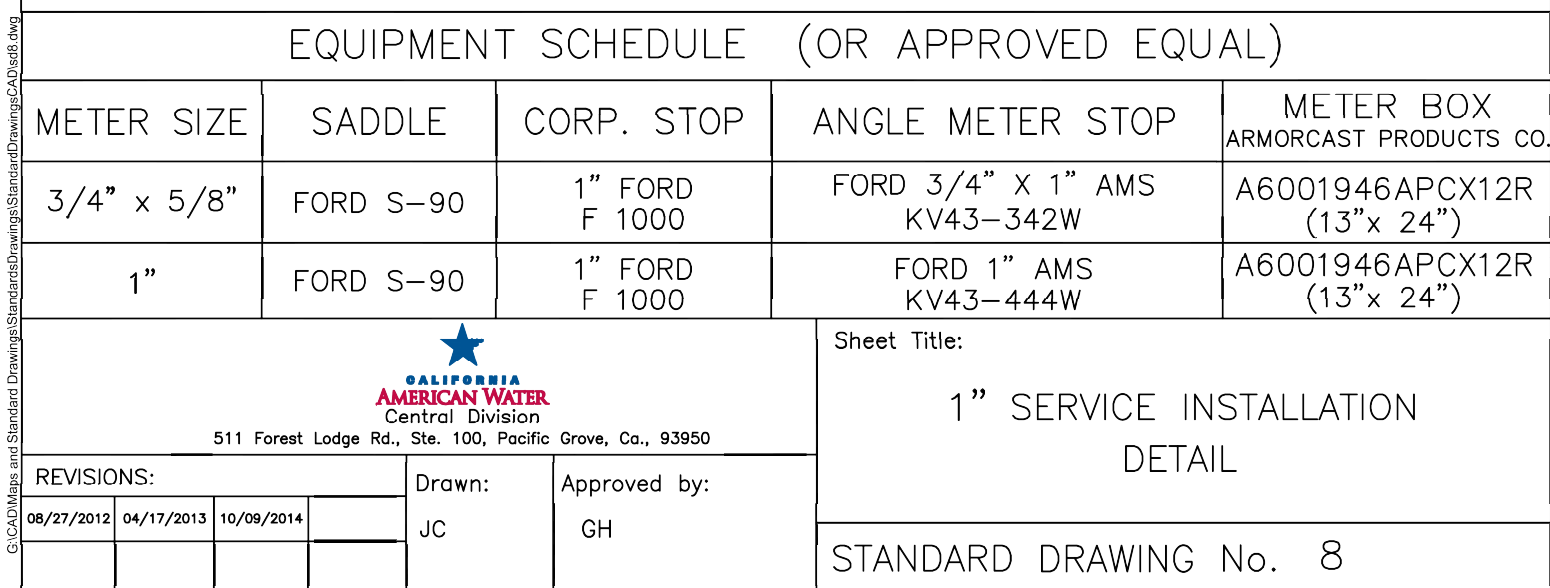 EQUIPMENT SCHEDULE (OR APPROVED EQUAL)
METER SIZE
SADDLE
CORP. STOP
ANGLE METER STOP
METER BOX
ARMORCAST PRODUCTS CO.
3/4" x 5/8"
FORD S-90
1" FORD
F 1000
FORD 3/4" X 1" AMS
KV43-342W
A6001946APCX12R
(13"x 24")
1"
FORD S-90
1" FORD
F 1000
FORD 1" AMS
KV43-444W
A6001946APCX12R
(13"x 24")
CALIFORNIA
AMERICAN WATER
Central Division
511 Forest Lodge Rd., Ste. 100, Pacific Grove, Ca., 93950
Sheet Title:
1" SERVICE INSTALLATION
DETAIL
REVISIONS:
08/27/2012 04/17/2013 10/09/2014
Drawn:
JC
Approved by:
GH
STANDARD DRAWING No. 8
G:\CAD\Maps and Standard Drawings\StandardsDrawings\StandardDrawingsCAD\sd8.dwg